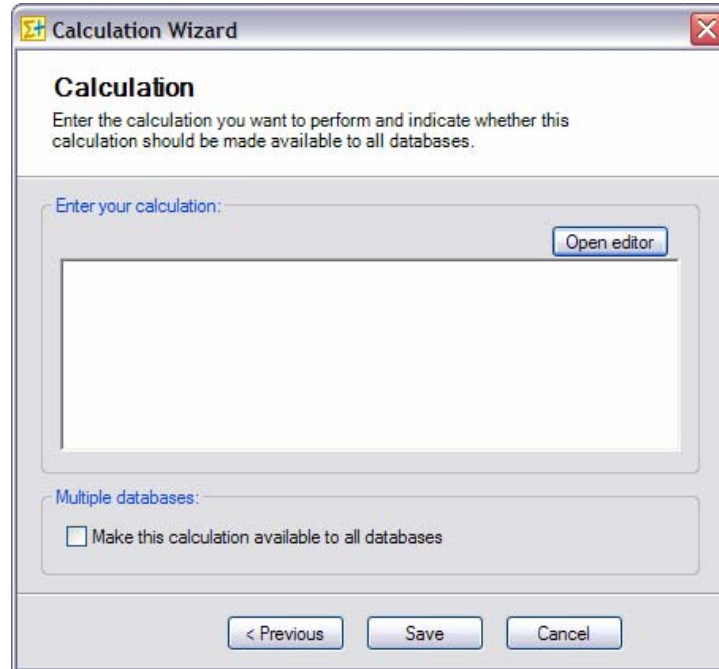 Calculation Wizard
Calculation
Enter the calculation you want to perform and indicate whether this
calculation should be made available to all databases.
Enter your calculation:
Open editor
Multiple databases:
Make this calculation available to all databases
< Previous Save Cancel